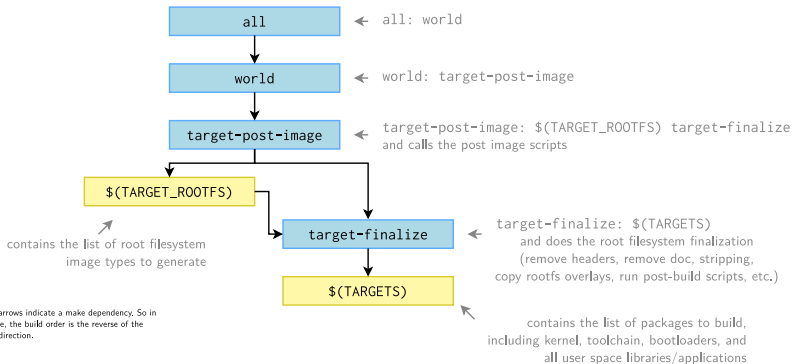 all
all: world
world
world: target-post-image
target-post-image
target-post-image: $(TARGET_ROOTFS) target-finalize
and calls the post image scripts
$(TARGET_ROOTFS)
contains the list of root filesystem
image types to generate
target-finalize
target-finalize: $(TARGETS)
and does the root filesystem finalization
(remove headers, remove doc, stripping,
copy rootfs overlays, run post-build scripts, etc.)
$(TARGETS)
contains the list of packages to build,
including kernel, toolchain, bootloaders, and
all user space libraries/applications
arrows indicate a make dependency. So in
e, the build order is the reverse of the
direction.